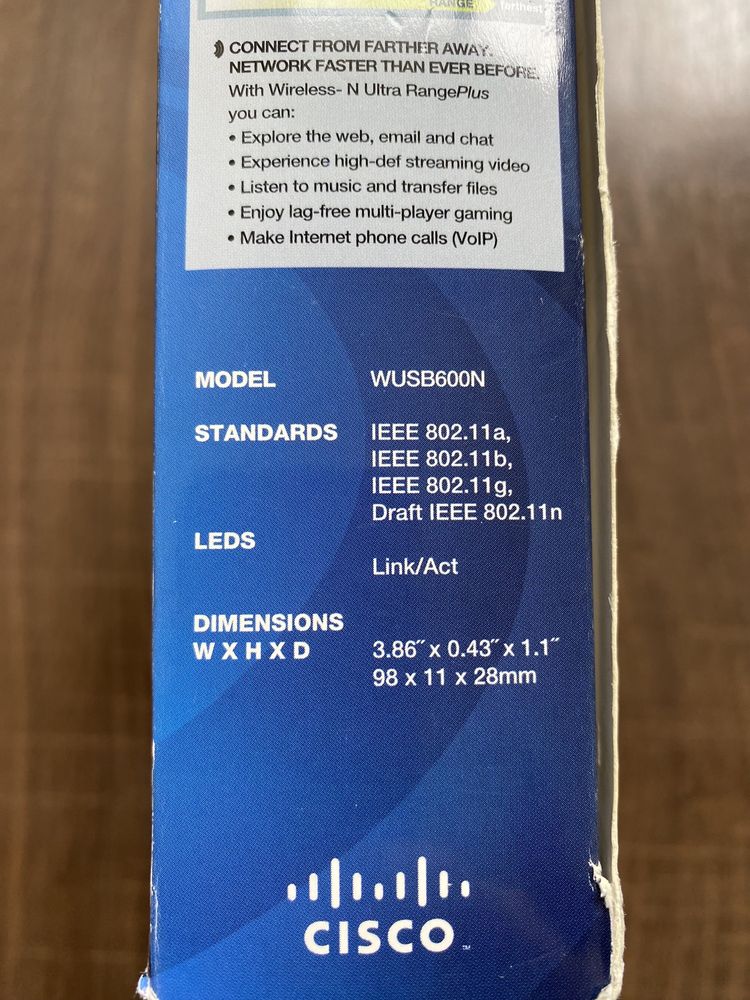 RANGE farthest
CONNECT FROM FARTHER AWAY.
NETWORK FASTER THAN EVER BEFORE.
With Wireless- N Ultra RangePlus
you can:
• Explore the web, email and chat
• Experience high-def streaming video
• Listen to music and transfer files
• Enjoy lag-free multi-player gaming
• Make Internet phone calls (VoIP)
MODEL WUSB600N
STANDARDS IEEE 802.11a,
IEEE 802.11b,
IEEE 802.11g,
Draft IEEE 802.11n
LEDS
Link/Act
DIMENSIONS
W X H X D 3.86″ x 0.43″ x 1.1″
98 x 11 x 28mm
CISCO™